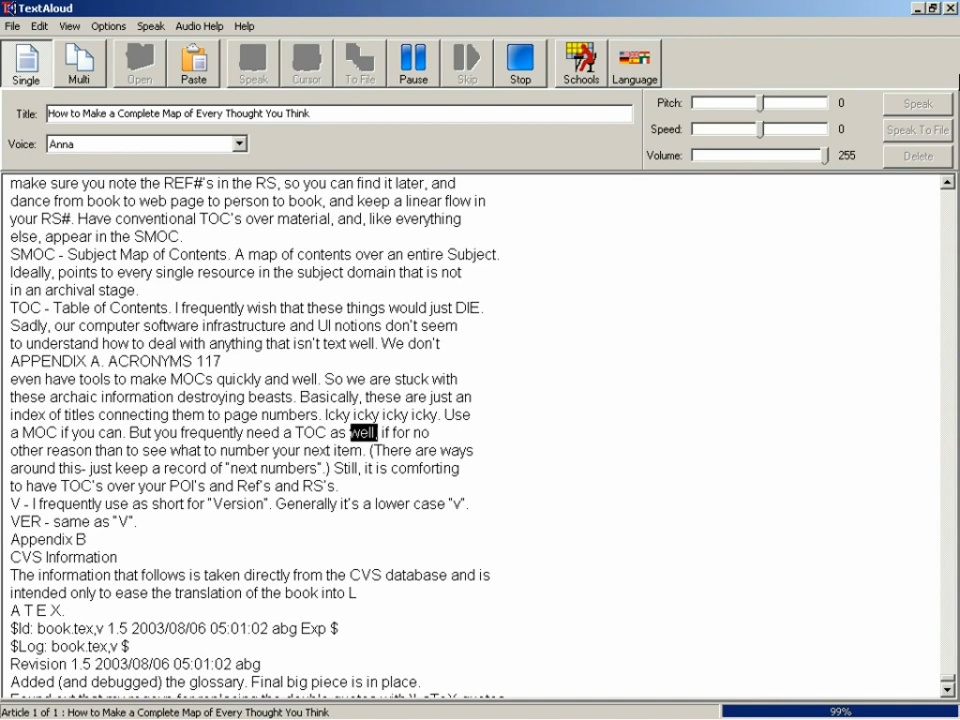 TextAloud
File Edit View Options Speak Audio Help Help
Single Multi Open Paste Speak Cursor To File Pause Skip Stop Schools Language
Title: How to Make a Complete Map of Every Thought You Think
Voice: Anna
Pitch: 0 Speak
Speed: 0 Speak To File
Volume: 255 Delete
make sure you note the REF#'s in the RS, so you can find it later, and
dance from book to web page to person to book, and keep a linear flow in
your RS#. Have conventional TOC's over material, and, like everything
else, appear in the SMOC.
SMOC - Subject Map of Contents. A map of contents over an entire Subject.
Ideally, points to every single resource in the subject domain that is not
in an archival stage.
TOC - Table of Contents. I frequently wish that these things would just DIE.
Sadly, our computer software infrastructure and UI notions don't seem
to understand how to deal with anything that isn't text well. We don't
APPENDIX A. ACRONYMS 117
even have tools to make MOCs quickly and well. So we are stuck with
these archaic information destroying beasts. Basically, these are just an
index of titles connecting them to page numbers. Icky icky icky icky. Use
a MOC if you can. But you frequently need a TOC as well, if for no
other reason than to see what to number your next item. (There are ways
around this- just keep a record of "next numbers".) Still, it is comforting
to have TOC's over your POI's and Ref's and RS's.
V - I frequently use as short for "Version". Generally it's a lower case "v".
VER - same as "V".
Appendix B
CVS Information
The information that follows is taken directly from the CVS database and is
intended only to ease the translation of the book into L
A T E X.
$Id: book.tex,v 1.5 2003/08/06 05:01:02 abg Exp $
$Log: book.tex,v $
Revision 1.5 2003/08/06 05:01:02 abg
Added (and debugged) the glossary. Final big piece is in place.
Article 1 of 1 : How to Make a Complete Map of Every Thought You Think 99%